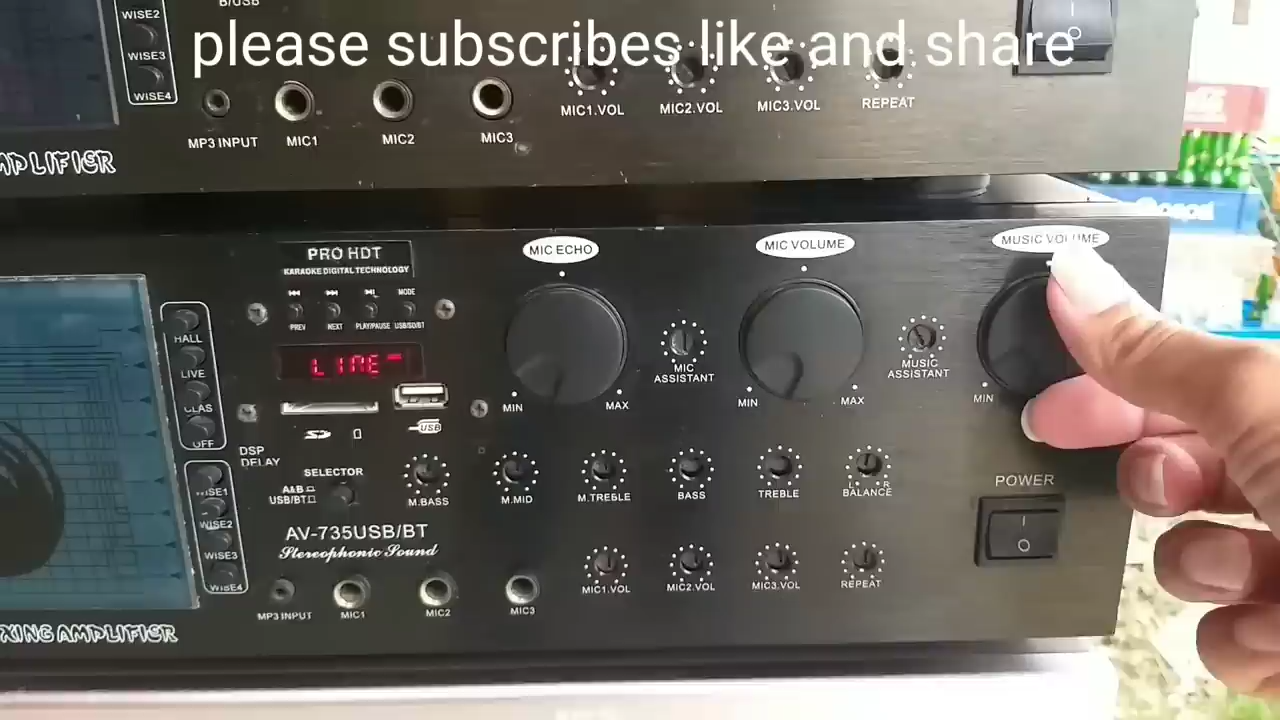 B/USB
please subscribes like and share
WISE2
WISE3
WISE4
MP3 INPUT
MIC1
MIC2
MIC3
MIC1.VOL
MIC2.VOL
MIC3.VOL
REPEAT
MPLIFIER
PRO HDT
KARAOKE DIGITAL TECHNOLOGY
PREV
NEXT
PLAY/PAUSE
MODE
USB/SD/BT
LINE
USB
MIC ECHO
MIN
MAX
MIC
ASSISTANT
MIC VOLUME
MIN
MAX
MUSIC
ASSISTANT
MUSIC VOLUME
MIN
HALL
LIVE
CLAS
OFF
DSP
DELAY
SELECTOR
A&B
USB/BT
M.BASS
M.MID
M.TREBLE
BASS
TREBLE
L R
BALANCE
POWER
WISE1
WISE2
WISE3
WISE4
AV-735USB/BT
Stereophonic Sound
MP3 INPUT
MIC1
MIC2
MIC3
MIC1.VOL
MIC2.VOL
MIC3.VOL
REPEAT
XING AMPLIFIER